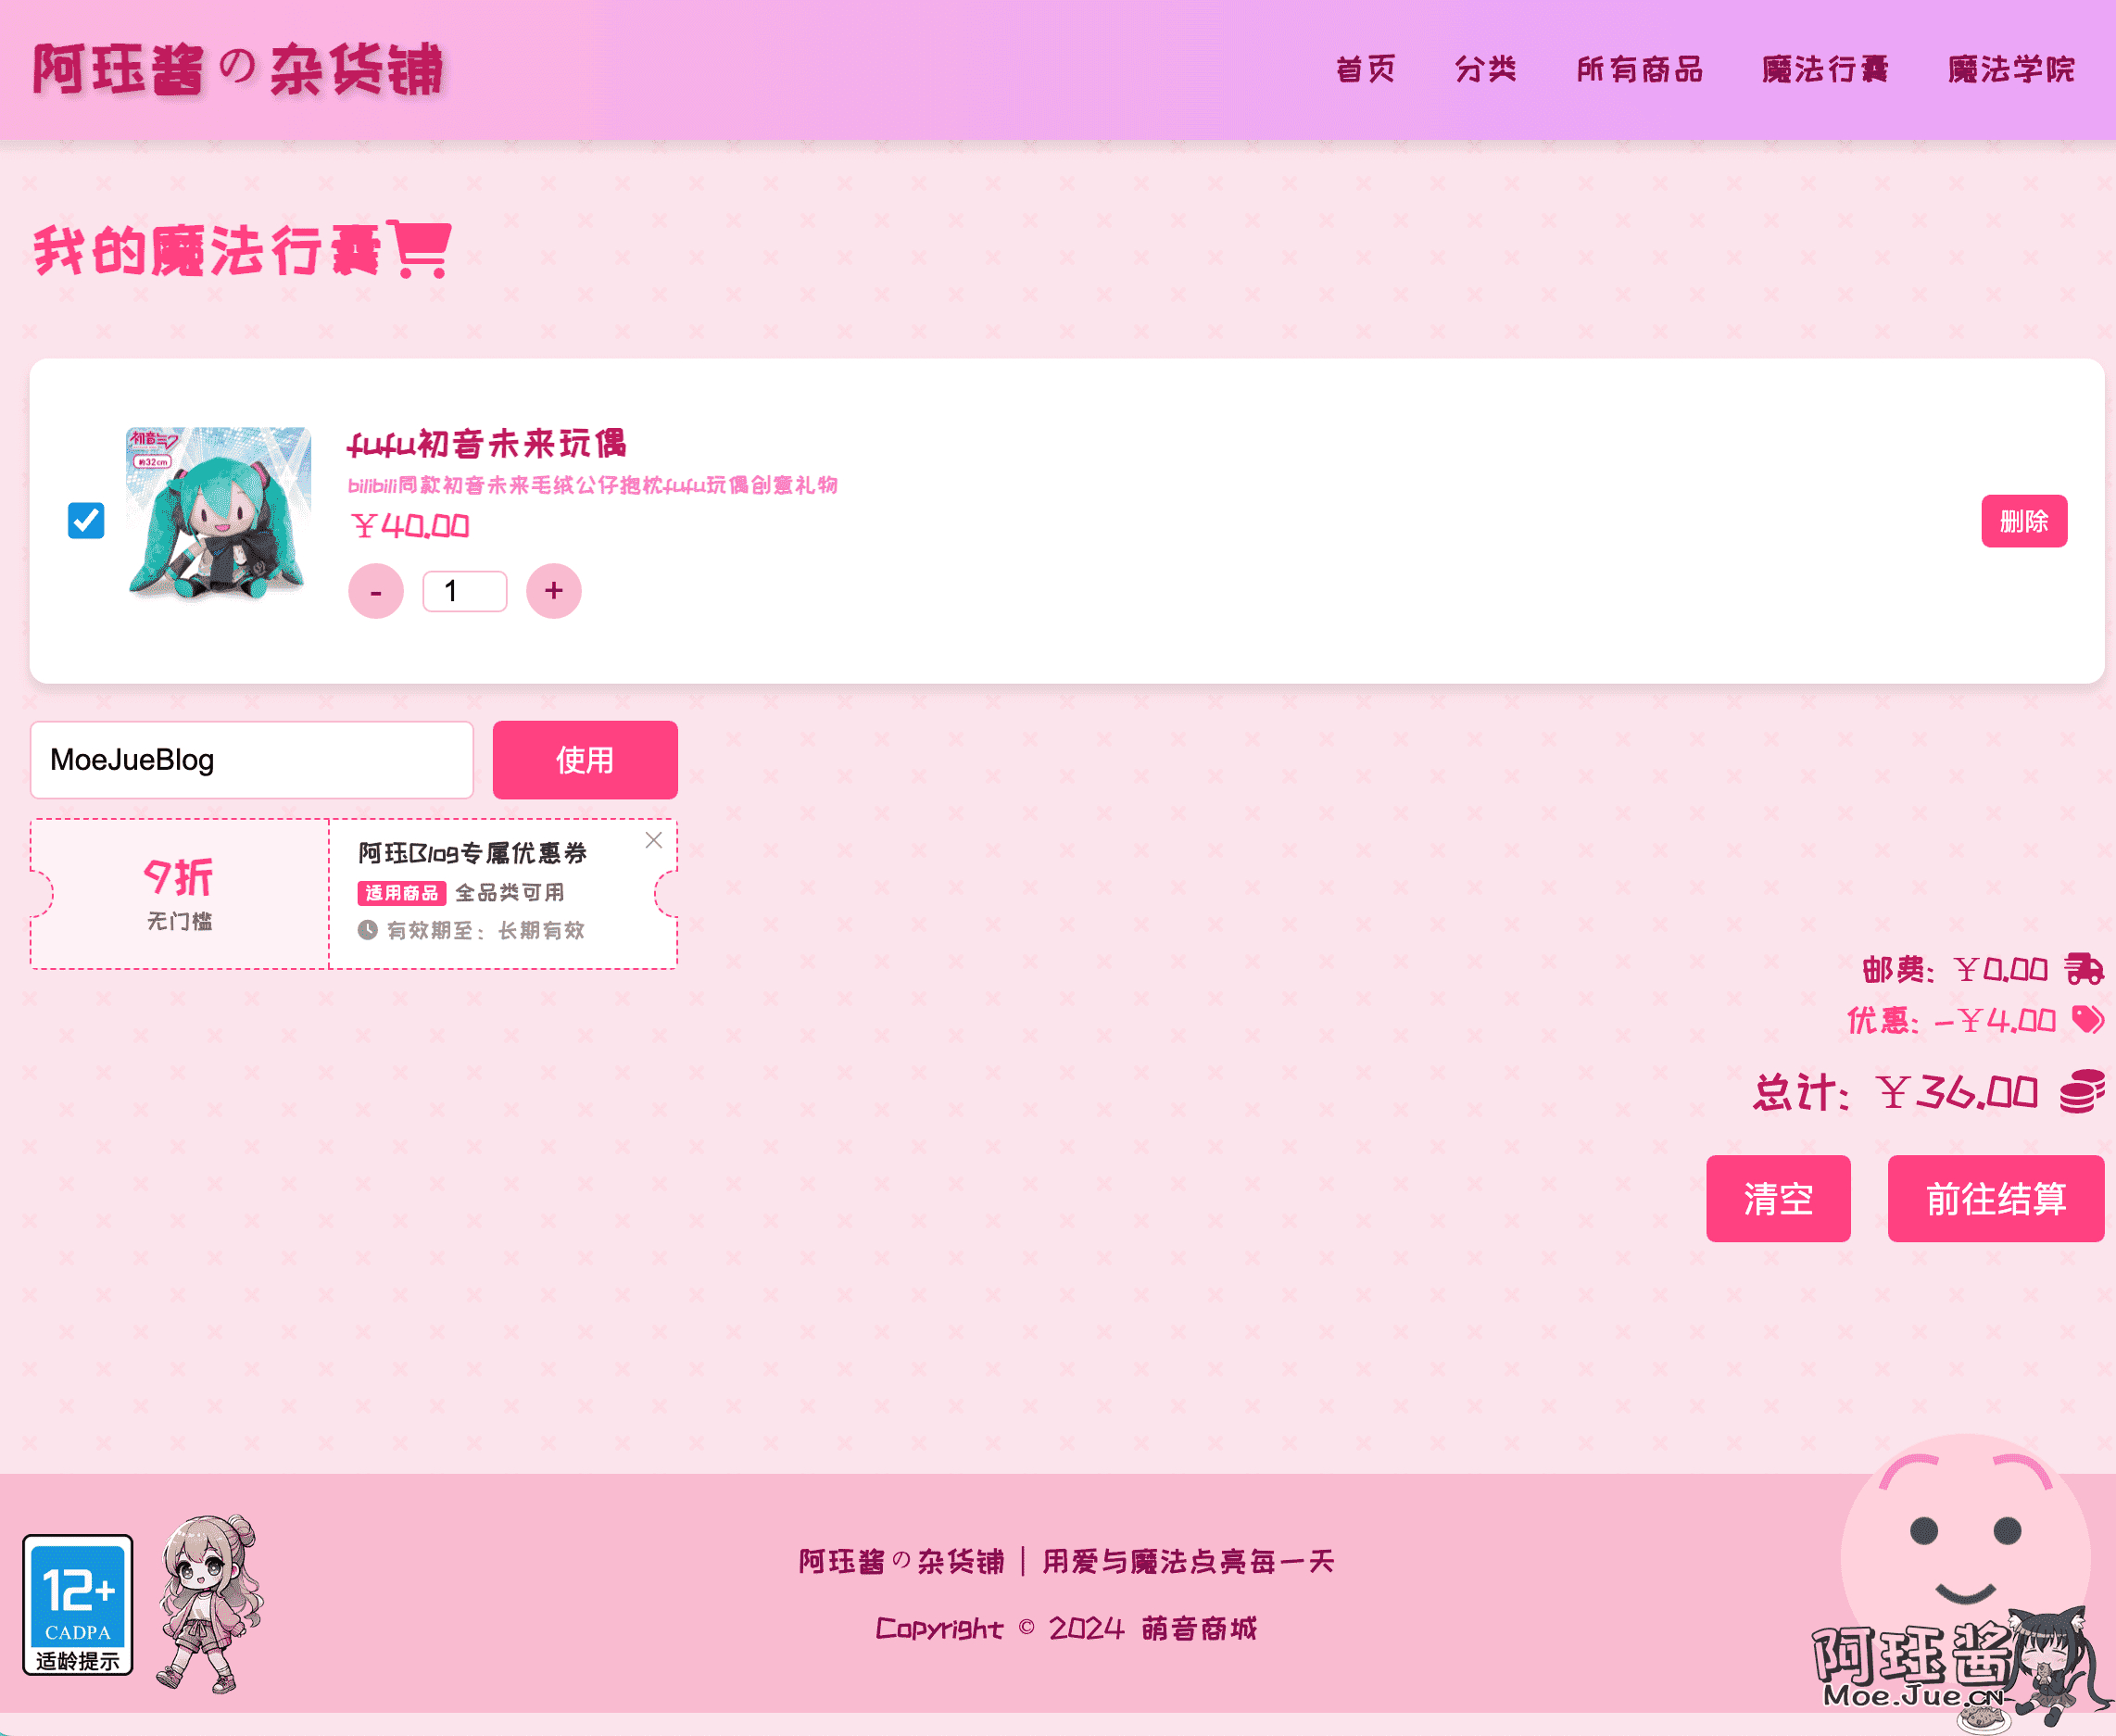 阿珏酱の杂货铺
首页 分类 所有商品 魔法行囊 魔法学院
我的魔法行囊
初音ミク
約32cm
fufu初音未来玩偶
bilibili同款初音未来毛绒公仔抱枕fufu玩偶创意礼物
￥40.00
- 1 +
删除
MoeJueBlog
使用
9折
无门槛
阿珏Blog专属优惠券
适用商品 全品类可用
有效期至：长期有效
邮费：￥0.00
优惠：-￥4.00
总计：￥36.00
清空 前往结算
12+
CADPA
适龄提示
阿珏酱の杂货铺 | 用爱与魔法点亮每一天
Copyright © 2024 萌音商城
阿珏酱
Moe.Jue.CN